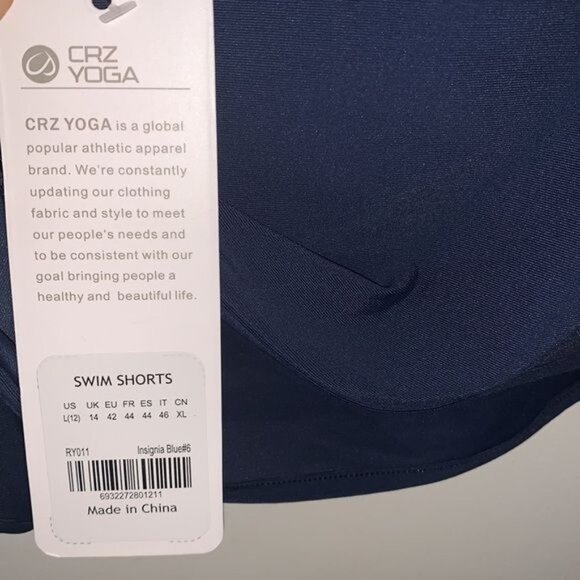 CRZ
YOGA
CRZ YOGA is a global
popular athletic apparel
brand. We're constantly
updating our clothing
fabric and style to meet
our people's needs and
to be consistent with our
goal bringing people a
healthy and beautiful life.
SWIM SHORTS
US UK EU FR ES IT CN
L(12) 14 42 44 44 46 XL
RY011 Insignia Blue#6
6932272801211
Made in China